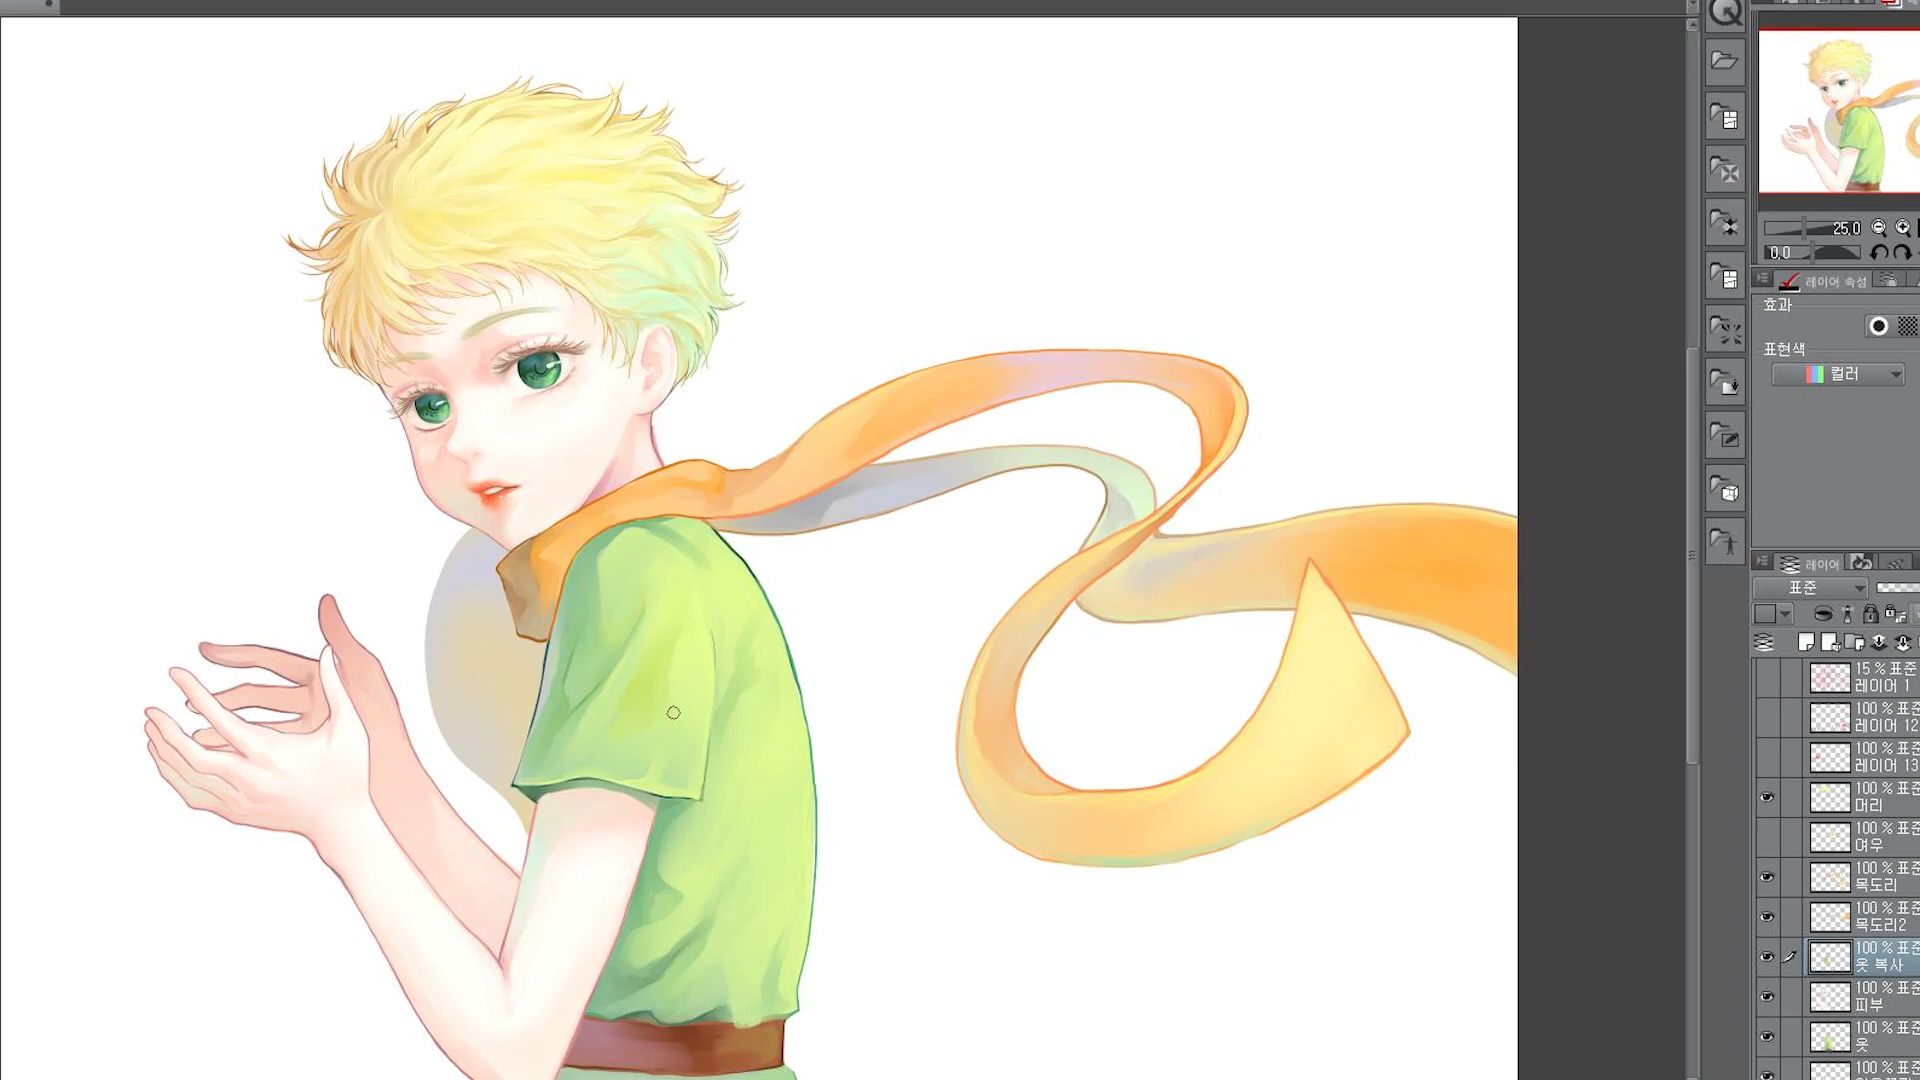 25.0
0.0
레이어 속성
효과
표현색
컬러
레이어
표준
15 % 표준
레이어 1
100 % 표준
레이어 12
100 % 표준
레이어 13
100 % 표준
머리
100 % 표준
여우
100 % 표준
목도리
100 % 표준
목도리2
100 % 표준
옷 복사
100 % 표준
피부
100 % 표준
옷
100 % 표준